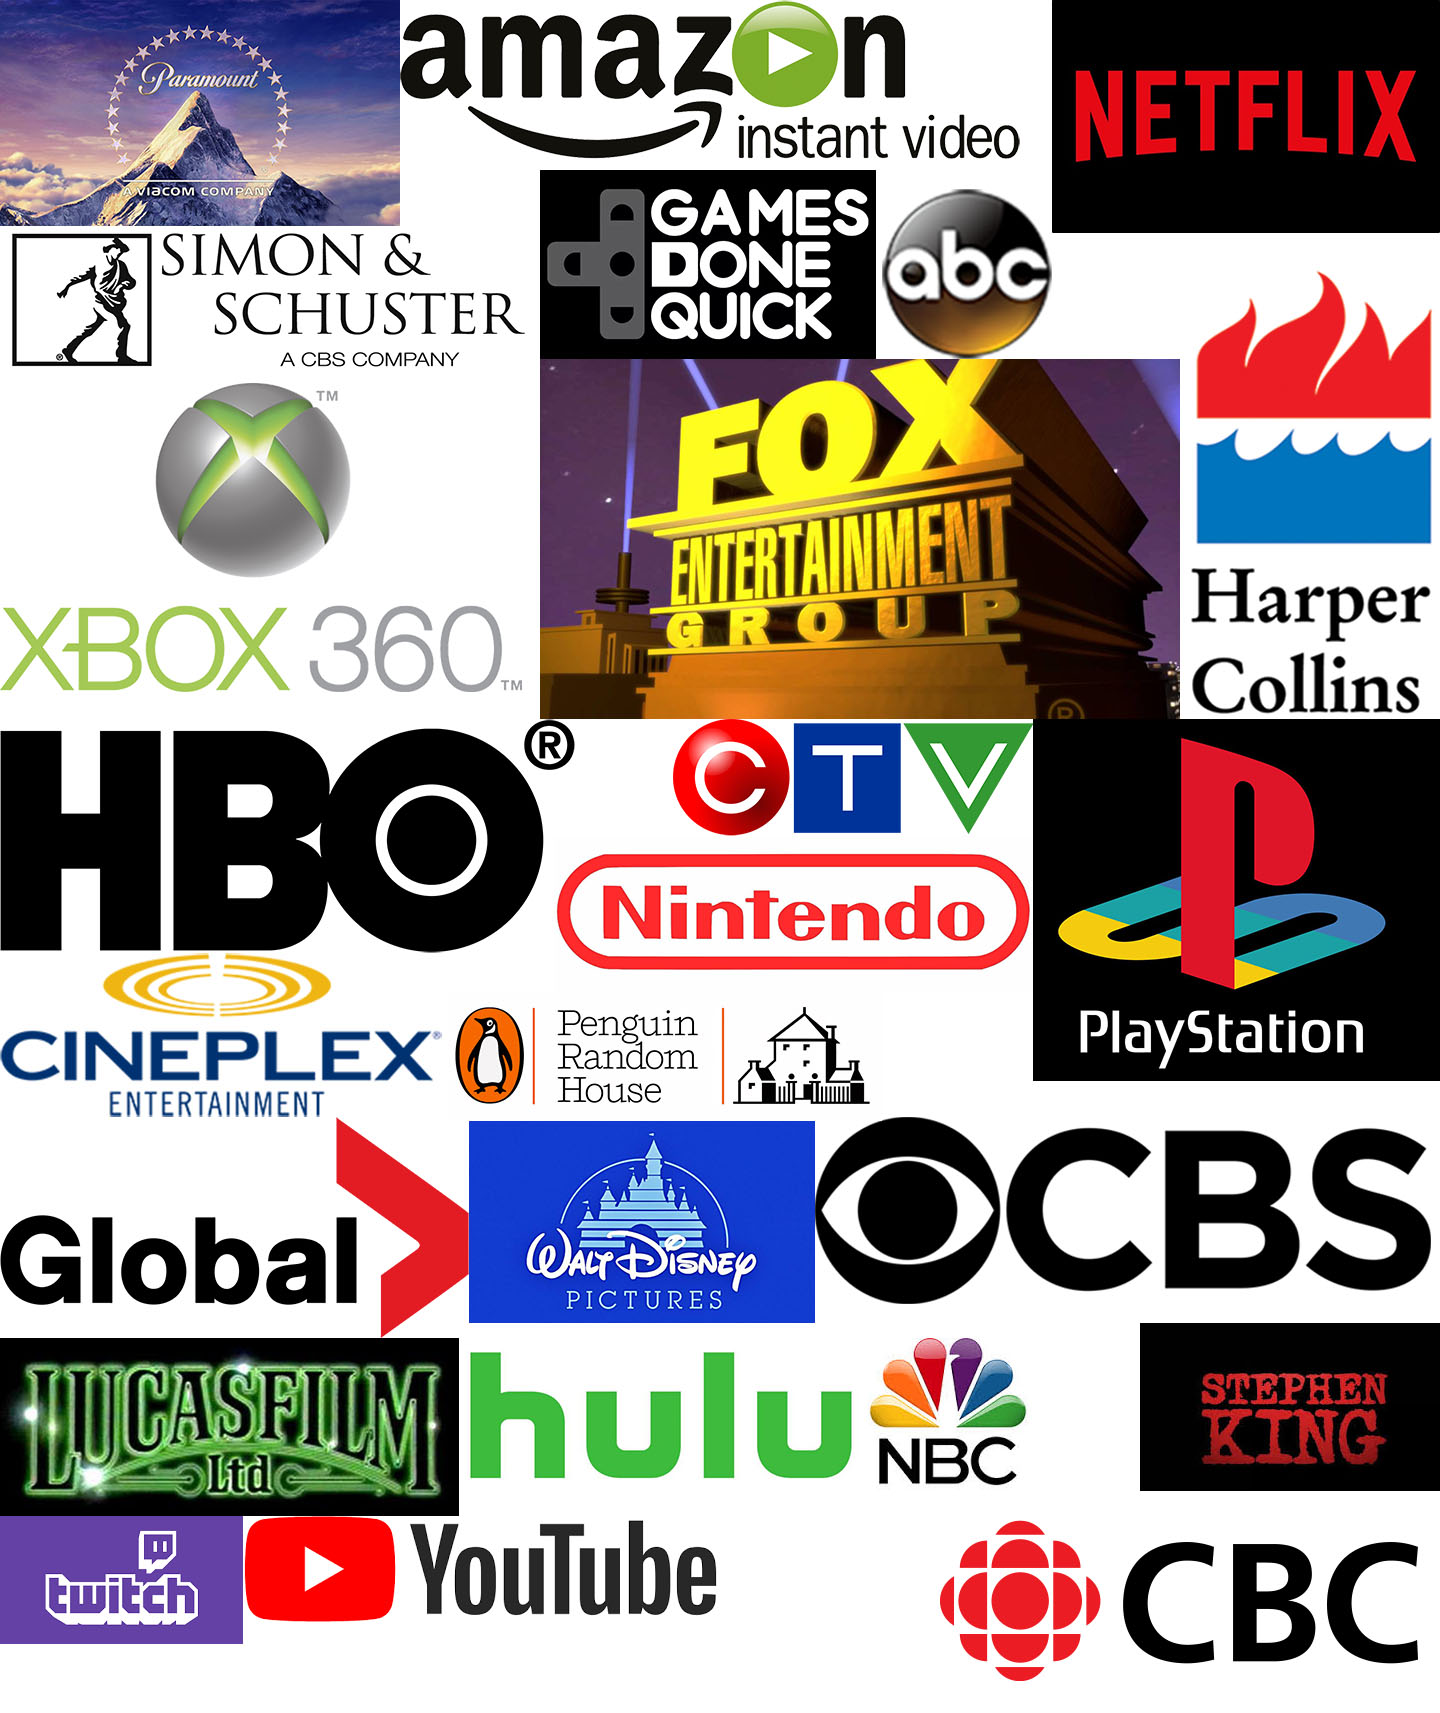 Paramount
A VIACOM COMPANY
amazon
instant video
NETFLIX
SIMON &
SCHUSTER
A CBS COMPANY
GAMES
DONE
QUICK
abc
™
XBOX 360™
FOX
ENTERTAINMENT
GROUP
®
Harper
Collins
HBO®
CTV
Nintendo
PlayStation
CINEPLEX®
ENTERTAINMENT
Penguin
Random
House
Global
WALT DISNEY
PICTURES
CBS
LUCASFILM
Ltd
hulu
NBC
STEPHEN
KING
twitch
YouTube
CBC